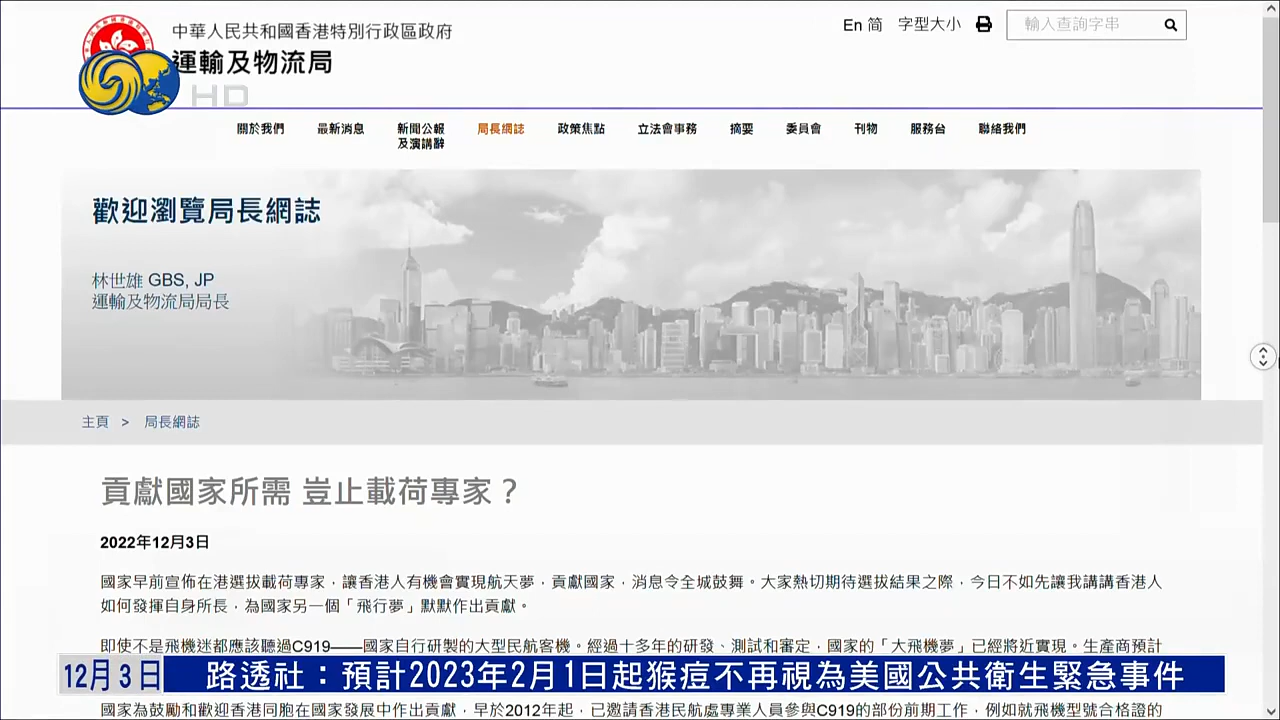 中華人民共和國香港特別行政區政府
運輸及物流局
HD
En 简 字型大小 輸入查詢字串
關於我們 最新消息 新聞公報及演講辭 局長網誌 政策焦點 立法會事務 摘要 委員會 刊物 服務台 聯絡我們
歡迎瀏覽局長網誌
林世雄 GBS, JP
運輸及物流局局長
主頁 > 局長網誌
貢獻國家所需 豈止載荷專家？
2022年12月3日
國家早前宣佈在港選拔載荷專家，讓香港人有機會實現航天夢，貢獻國家，消息令全城鼓舞。大家熱切期待選拔結果之際，今日不如先讓我講講香港人
如何發揮自身所長，為國家另一個「飛行夢」默默作出貢獻。
即使不是飛機迷都應該聽過C919——國家自行研製的大型民航客機。經過十多年的研發、測試和審定，國家的「大飛機夢」已經將近實現。生產商預計
12月3日 路透社：預計2023年2月1日起猴痘不再視為美國公共衛生緊急事件
國家為鼓勵和歡迎香港同胞在國家發展中作出貢獻，早於2012年起，已邀請香港民航處專業人員參與C919的部份前期工作，例如就飛機型號合格證的